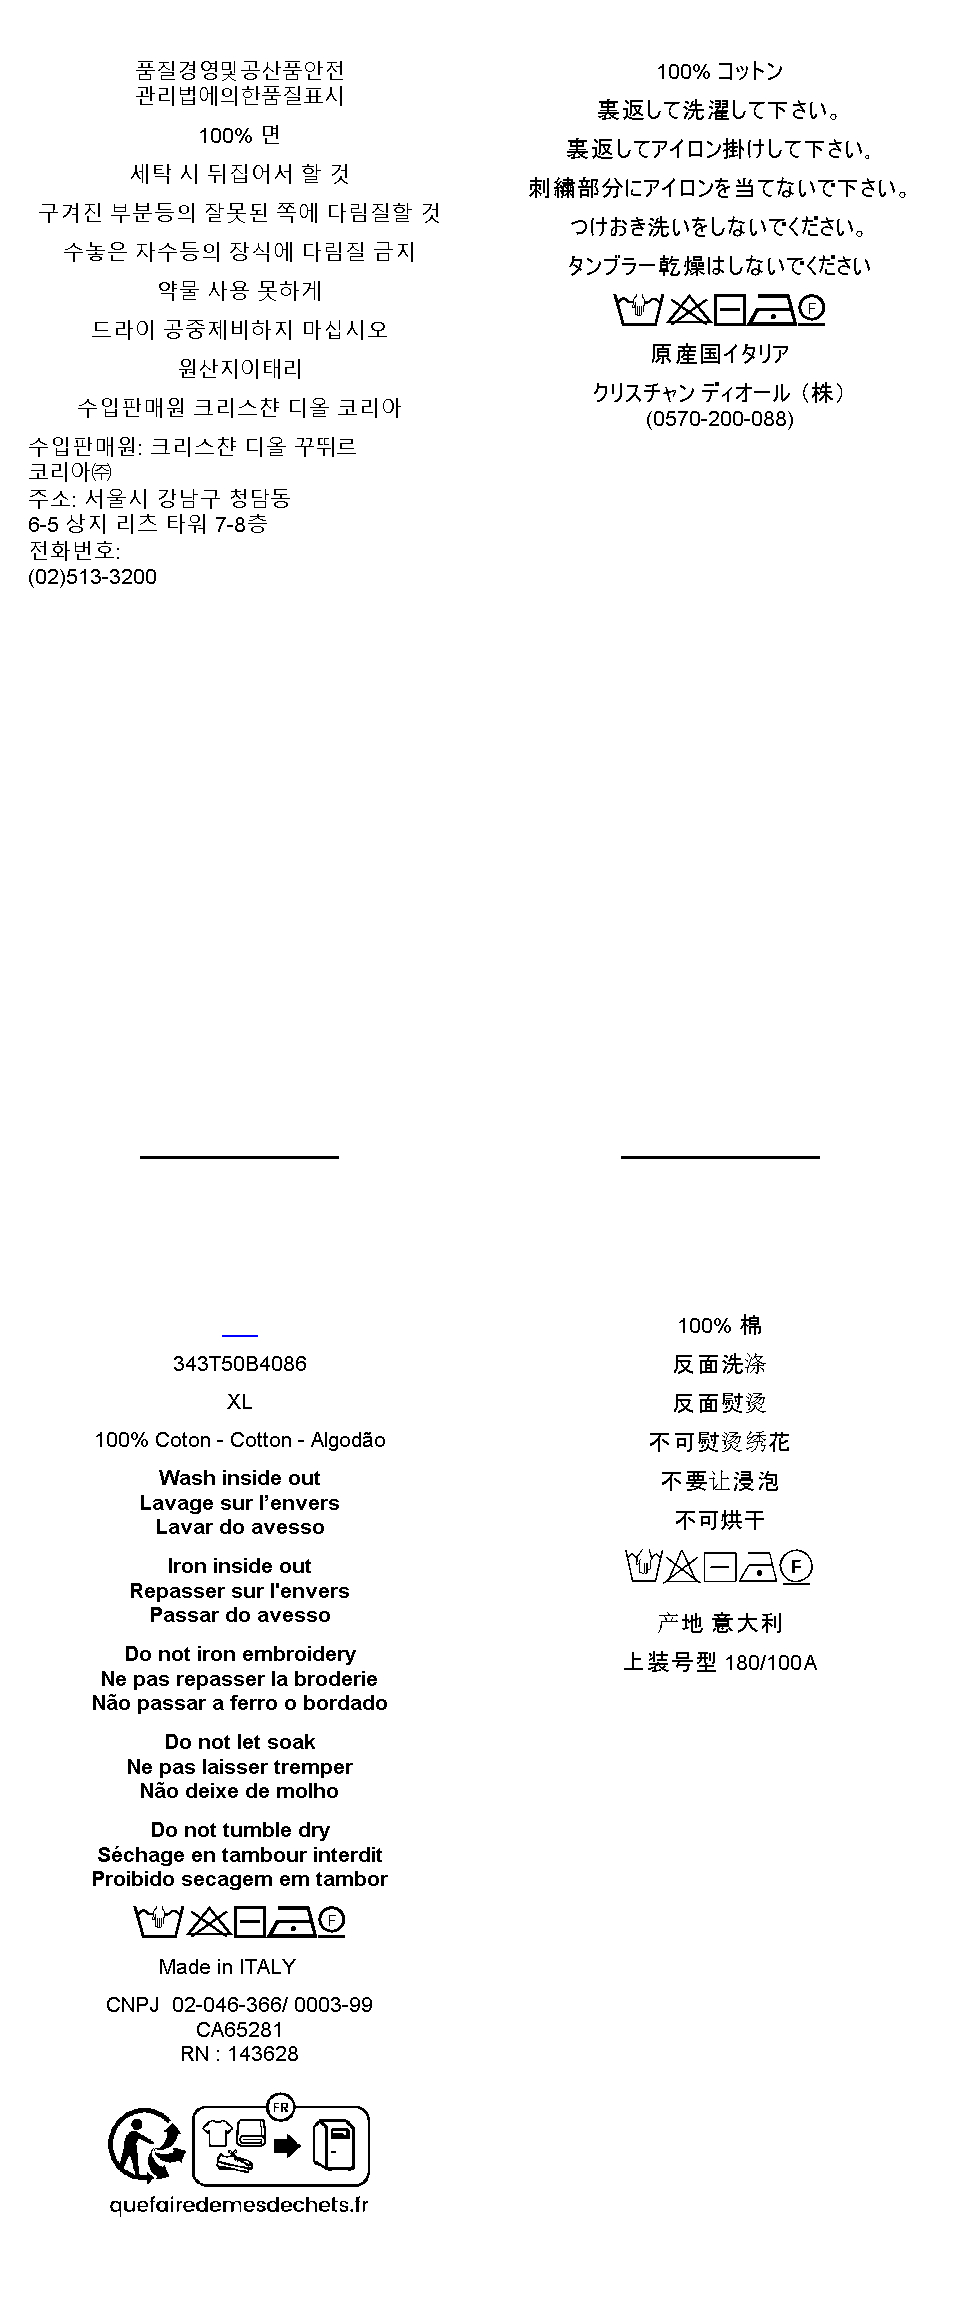 품질경영및공산품안전
관리법에의한품질표시
100% 면
세탁 시 뒤집어서 할 것
구겨진 부분등의 잘못된 쪽에 다림질할 것
수놓은 자수등의 장식에 다림질 금지
약물 사용 못하게
드라이 공중제비하지 마십시오
원산지이태리
수입판매원 크리스챤 디올 코리아
수입판매원: 크리스챤 디올 꾸뛰르
코리아㈜
주소: 서울시 강남구 청담동
6-5 상지 리츠 타워 7-8층
전화번호:
(02)513-3200
100% コットン
裏返して洗濯して下さい。
裏返してアイロン掛けして下さい。
刺繍部分にアイロンを当てないで下さい。
つけおき洗いをしないでください。
タンブラー乾燥はしないでください
F
原産国イタリア
クリスチャン ディオール（株）
(0570-200-088)
343T50B4086
XL
100% Coton - Cotton - Algodão
Wash inside out
Lavage sur l’envers
Lavar do avesso
Iron inside out
Repasser sur l'envers
Passar do avesso
Do not iron embroidery
Ne pas repasser la broderie
Não passar a ferro o bordado
Do not let soak
Ne pas laisser tremper
Não deixe de molho
Do not tumble dry
Séchage en tambour interdit
Proibido secagem em tambor
F
Made in ITALY
CNPJ 02-046-366/ 0003-99
CA65281
RN : 143628
FR
quefairedemesdechets.fr
100% 棉
反面洗涤
反面熨烫
不可熨烫绣花
不要让浸泡
不可烘干
F
产地 意大利
上装号型 180/100A